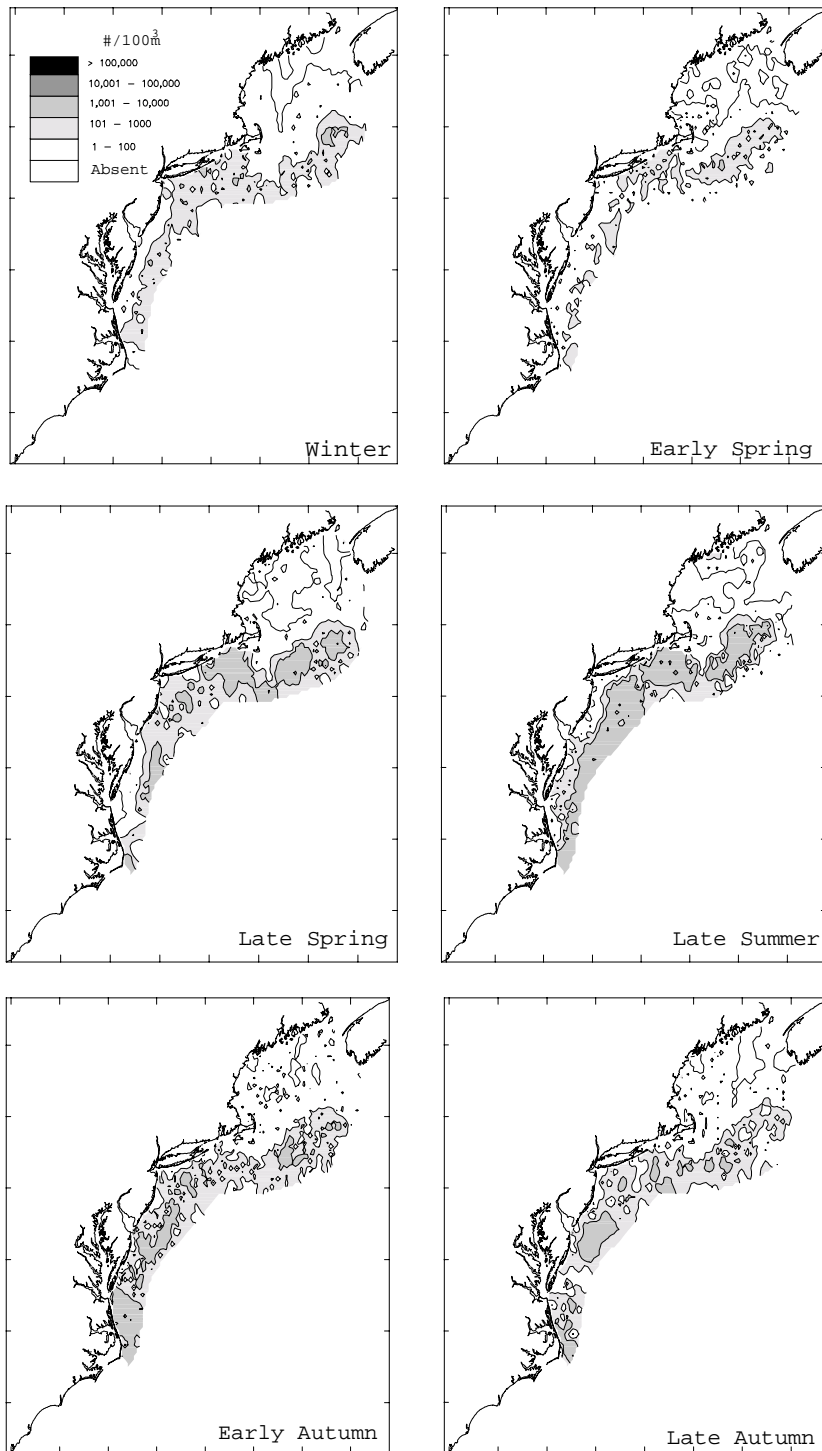 #/100m³
> 100,000
10,001 – 100,000
1,001 – 10,000
101 – 1000
1 – 100
Absent
Winter
Early Spring
Late Spring
Late Summer
Early Autumn
Late Autumn